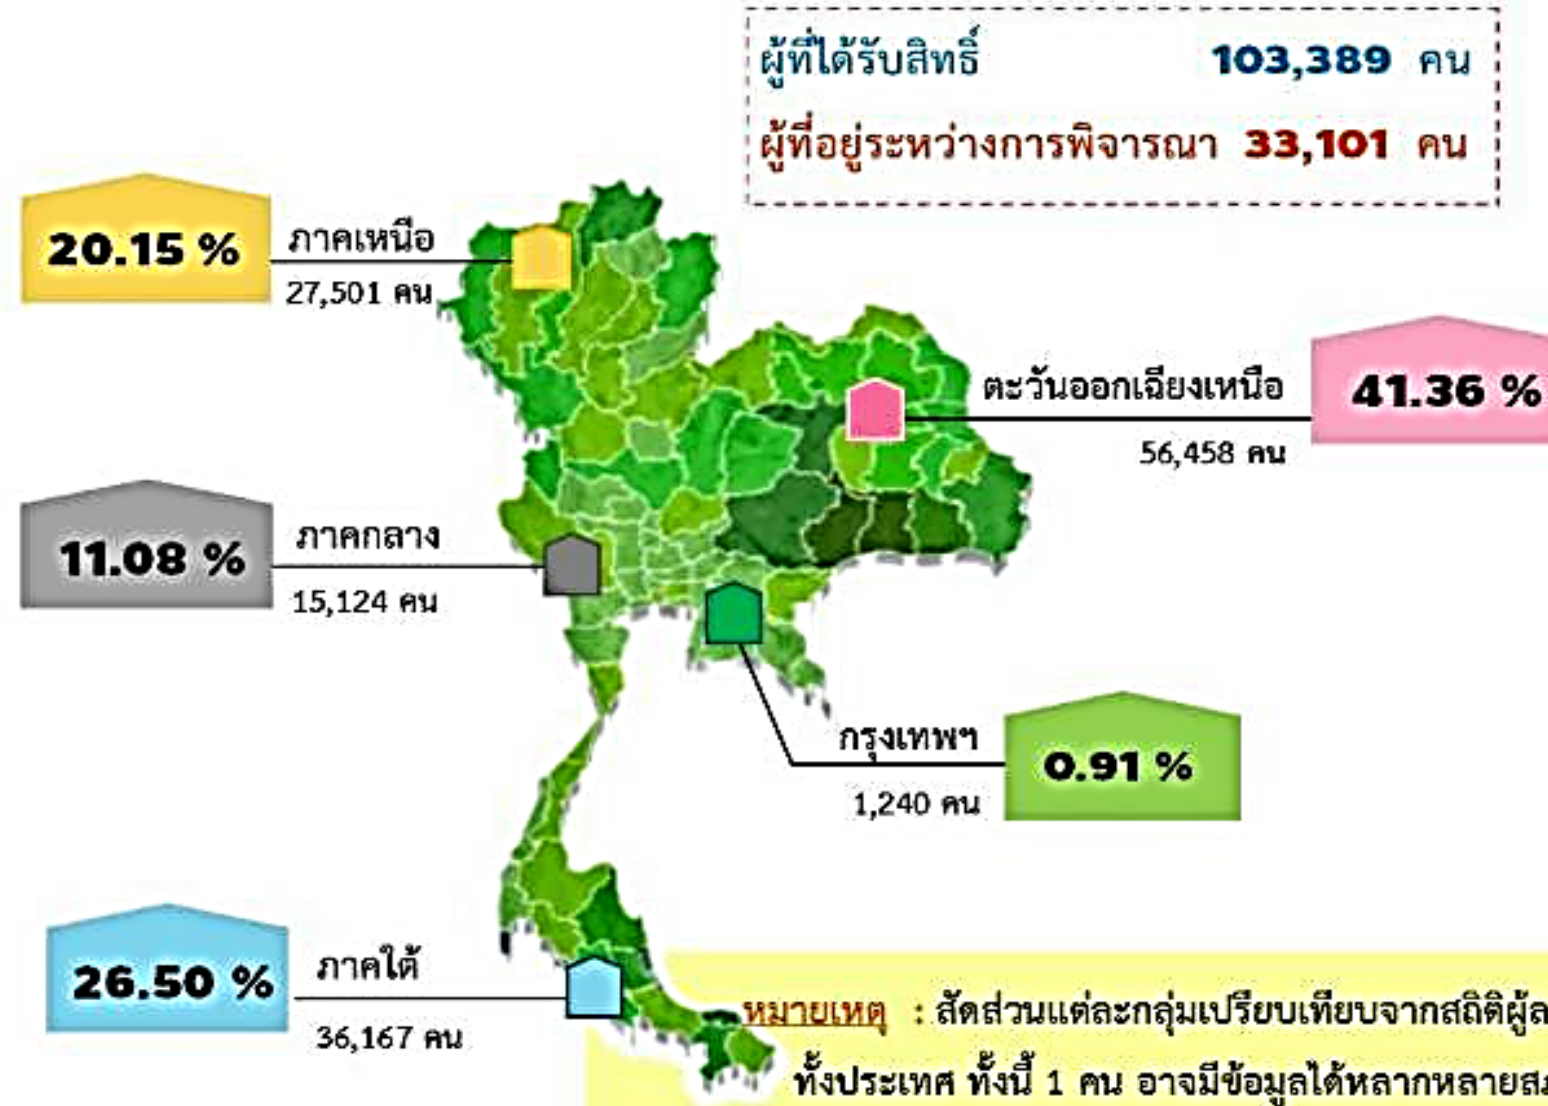 ผู้ที่ได้รับสิทธิ์ 103,389 คน
ผู้ที่อยู่ระหว่างการพิจารณา 33,101 คน
20.15 %
ภาคเหนือ
27,501 คน
ตะวันออกเฉียงเหนือ
56,458 คน
41.36 %
11.08 %
ภาคกลาง
15,124 คน
กรุงเทพฯ
1,240 คน
0.91 %
26.50 %
ภาคใต้
36,167 คน
หมายเหตุ : สัดส่วนแต่ละกลุ่มเปรียบเทียบจากสถิติผู้
ทั้งประเทศ ทั้งนี้ 1 คน อาจมีข้อมูลได้หลากหลาย